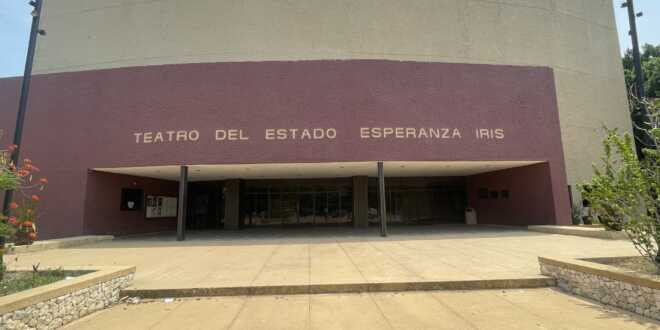 TEATRO DEL ESTADO ESPERANZA IRIS